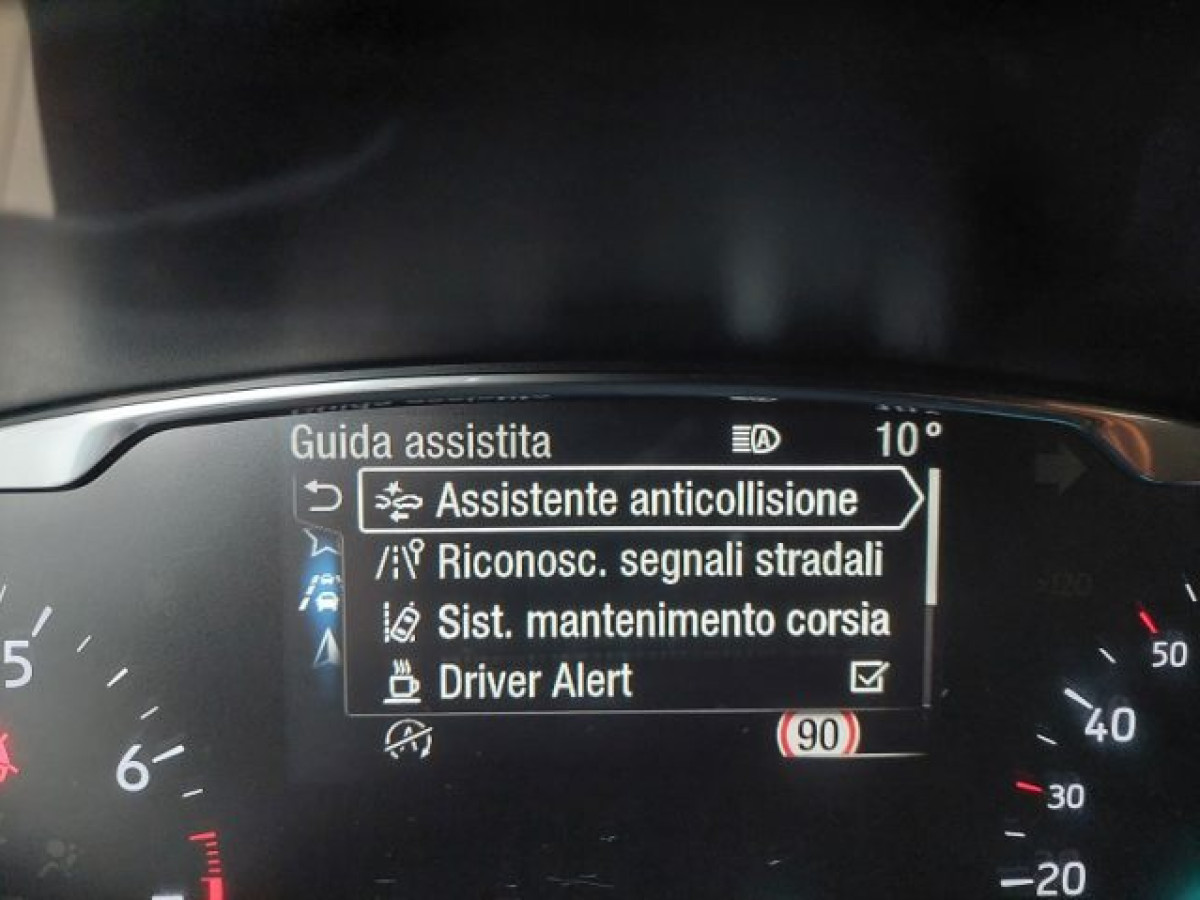 Guida assistita A 10°
Assistente anticollisione
Riconosc. segnali stradali
Sist. mantenimento corsia
Driver Alert
A 90
5
6
50
40
30
20